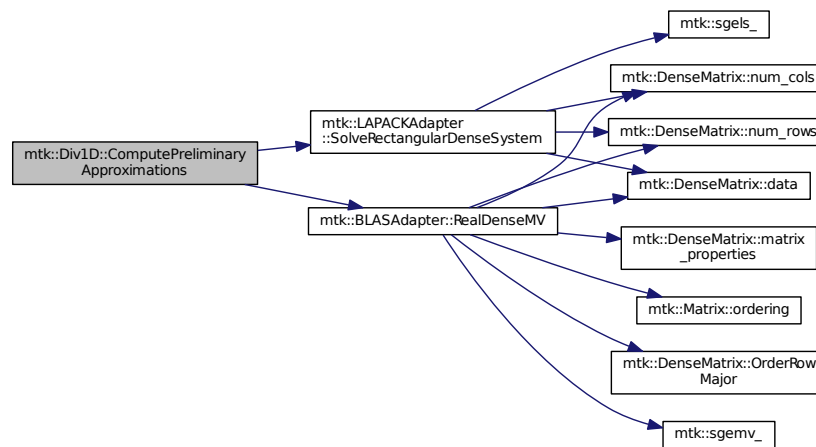 mtk::sgels_
mtk::DenseMatrix::num_cols
mtk::LAPACKAdapter
::SolveRectangularDenseSystem
mtk::DenseMatrix::num_rows
mtk::Div1D::ComputePreliminary
Approximations
mtk::DenseMatrix::data
mtk::BLASAdapter::RealDenseMV
mtk::DenseMatrix::matrix
_properties
mtk::Matrix::ordering
mtk::DenseMatrix::OrderRow
Major
mtk::sgemv_